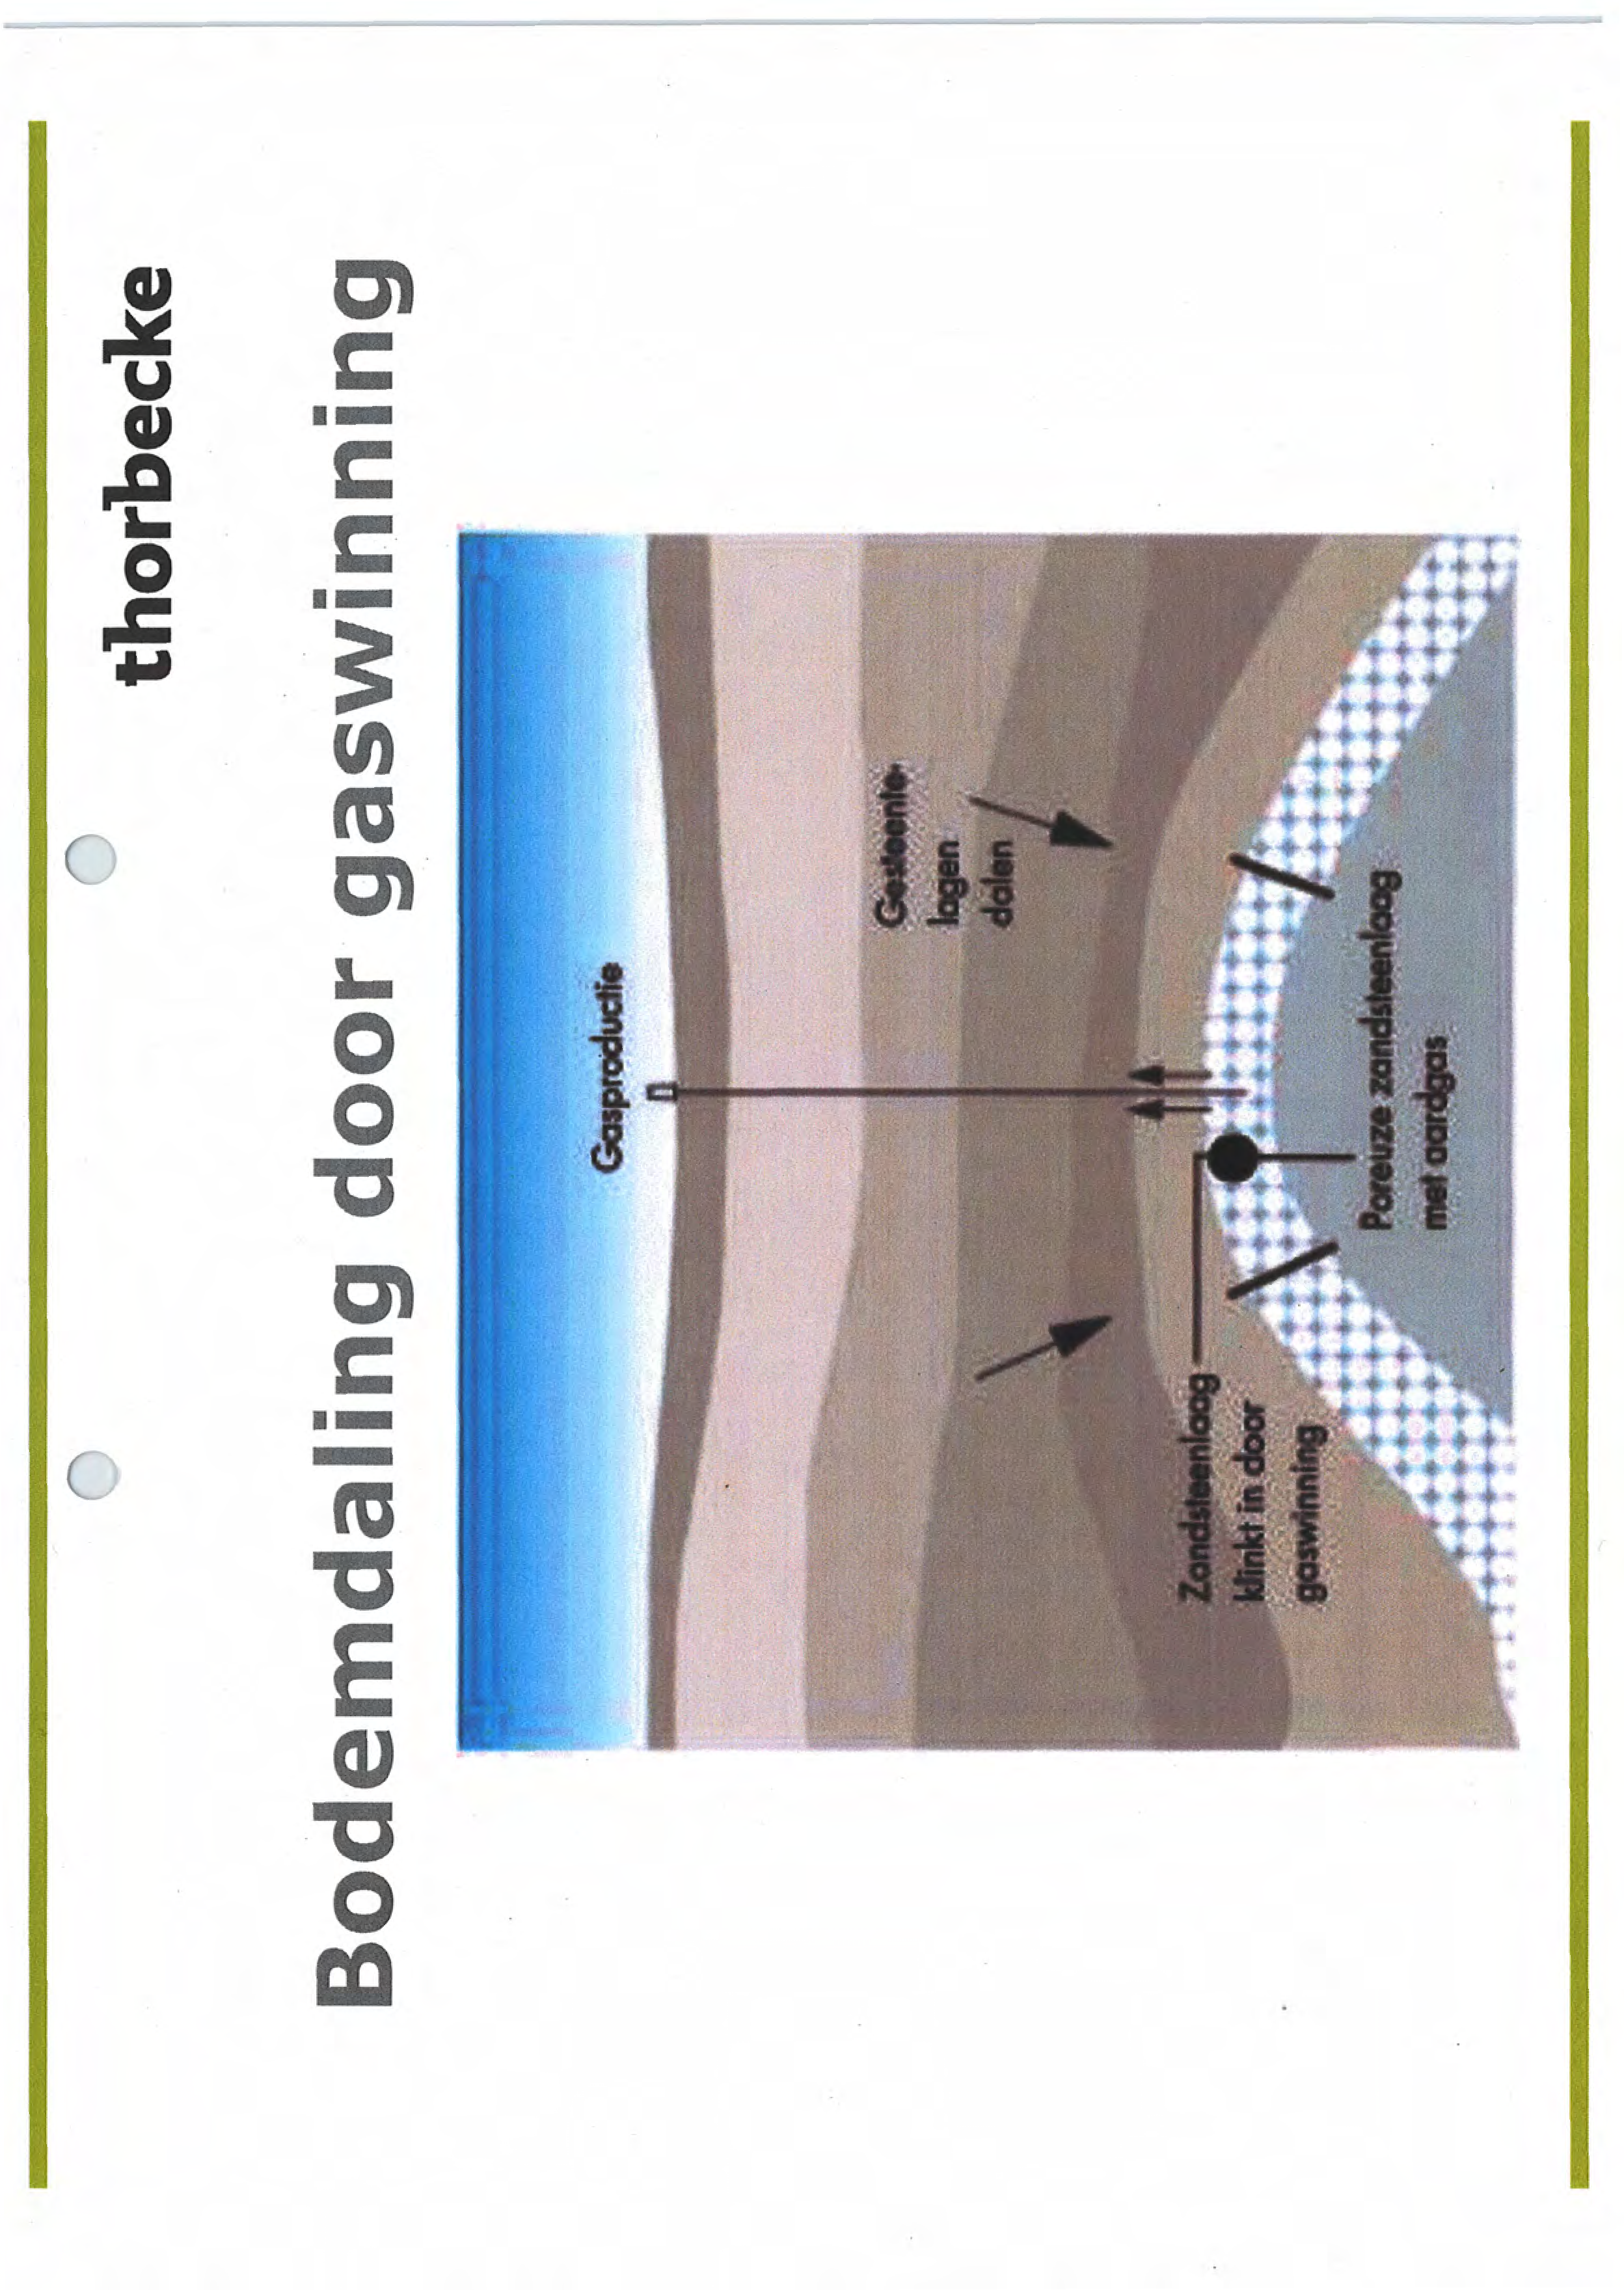 thorbecke
Bodemdaling door gaswinning
Gasproductie
Gesteente-
lagen
dalen
Zandsteenlaag
klinkt in door
gaswinning
Poreuze zandsteenlaag
met aardgas